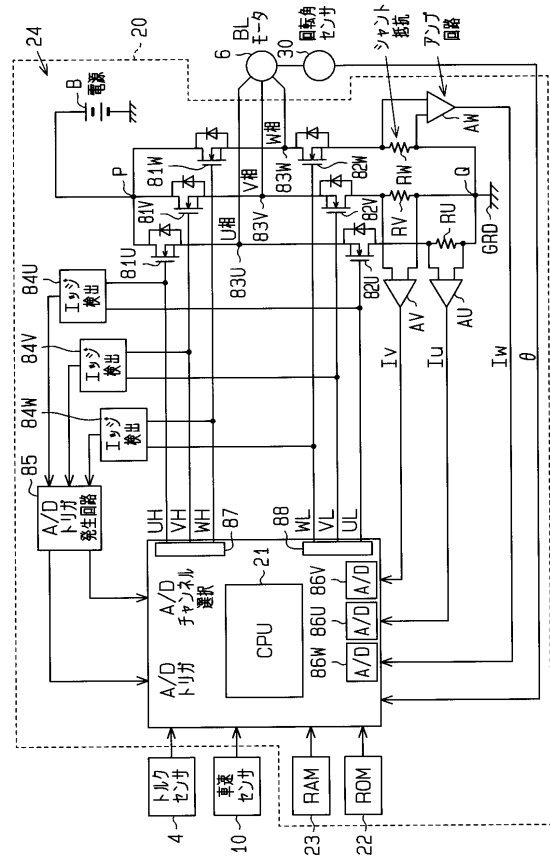 24
20
B
電源
BL
モータ
6
回転角
センサ
30
シャント
抵抗
アンプ
回路
P
81W
81V
81U
U相
V相
W相
83U
83V
83W
82W
82V
82U
RW
RV
RU
Q
GRD
AW
AV
AU
Iv
Iu
Iw
θ
84U
エッジ
検出
84V
エッジ
検出
84W
エッジ
検出
85
A/D
トリガ
発生回路
UH
VH
WH
87
WL
VL
UL
88
A/D
トリガ
A/D
チャンネル
選択
CPU
21
86W
A/D
86U
A/D
86V
A/D
トルク
センサ
4
車速
センサ
10
RAM
23
ROM
22